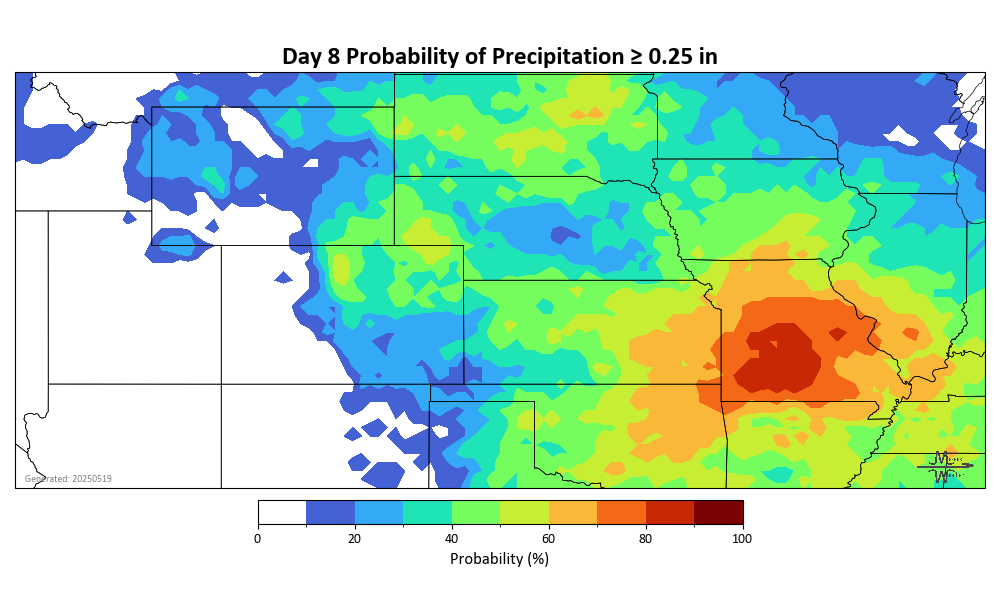 Day 8 Probability of Precipitation ≥ 0.25 in
Generated: 20250519
0 20 40 60 80 100
Probability (%)